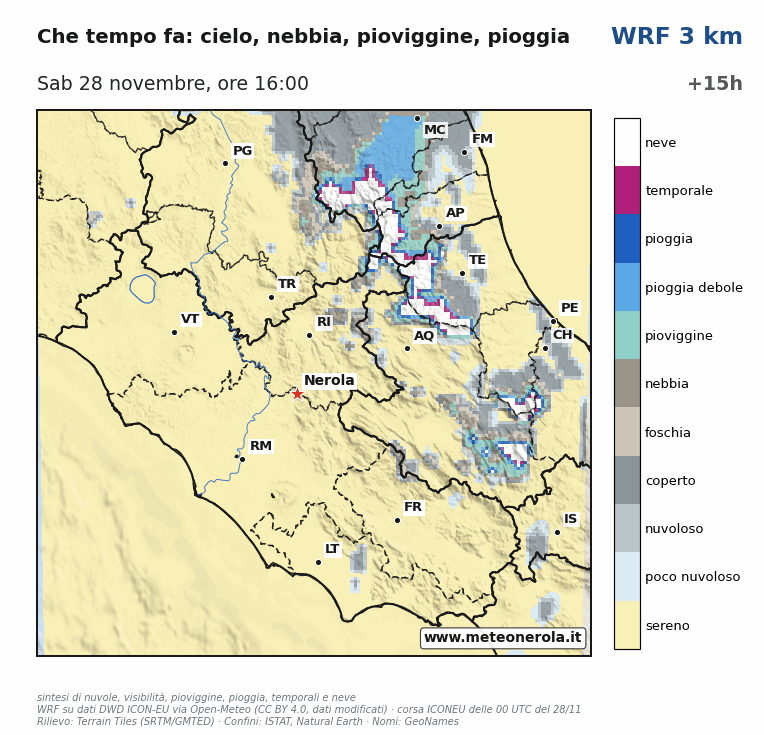 Che tempo fa: cielo, nebbia, pioviggine, pioggia
WRF 3 km
Sab 28 novembre, ore 16:00
+15h
MC
FM
PG
AP
TE
TR
PE
VT
RI
CH
AQ
Nerola
RM
FR
IS
LT
www.meteonerola.it
neve
temporale
pioggia
pioggia debole
pioviggine
nebbia
foschia
coperto
nuvoloso
poco nuvoloso
sereno
sintesi di nuvole, visibilità, pioviggine, pioggia, temporali e neve
WRF su dati DWD ICON-EU via Open-Meteo (CC BY 4.0, dati modificati) · corsa ICONEU delle 00 UTC del 28/11
Rilievo: Terrain Tiles (SRTM/GMTED) · Confini: ISTAT, Natural Earth · Nomi: GeoNames